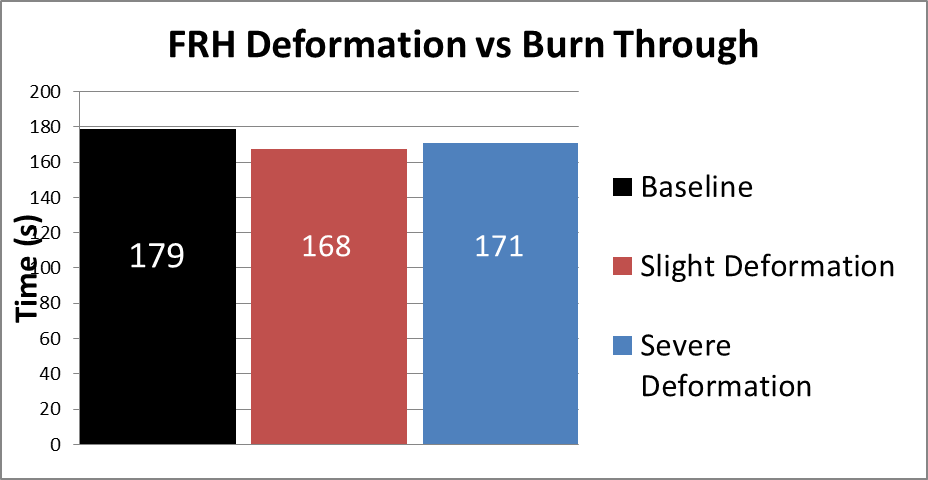 FRH Deformation vs Burn Through
Time (s)
200
180
160
140
120
100
80
60
40
20
0
179
168
171
Baseline
Slight Deformation
Severe
Deformation